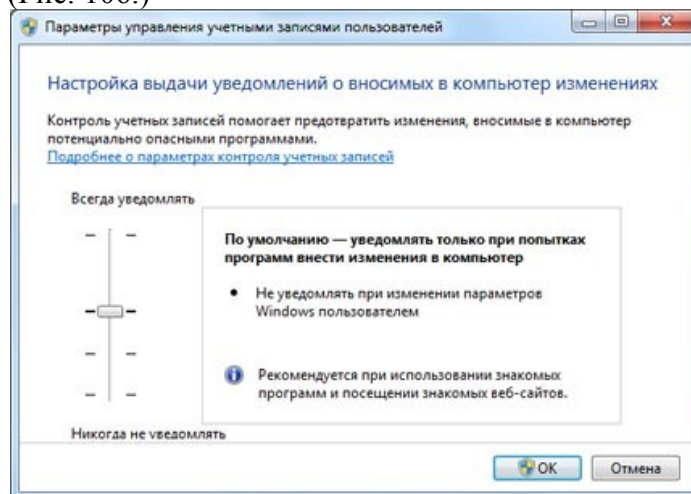 (Рис. 106.)
Параметры управления учетными записями пользователей
Настройка выдачи уведомлений о вносимых в компьютер изменениях
Контроль учетных записей помогает предотвратить изменения, вносимые в компьютер
потенциально опасными программами.
Подробнее о параметрах контроля учетных записей
Всегда уведомлять
По умолчанию — уведомлять только при попытках
программ внести изменения в компьютер
• Не уведомлять при изменении параметров
Windows пользователем
Рекомендуется при использовании знакомых
программ и посещении знакомых веб-сайтов.
Никогда не уведомлять
OK
Отмена